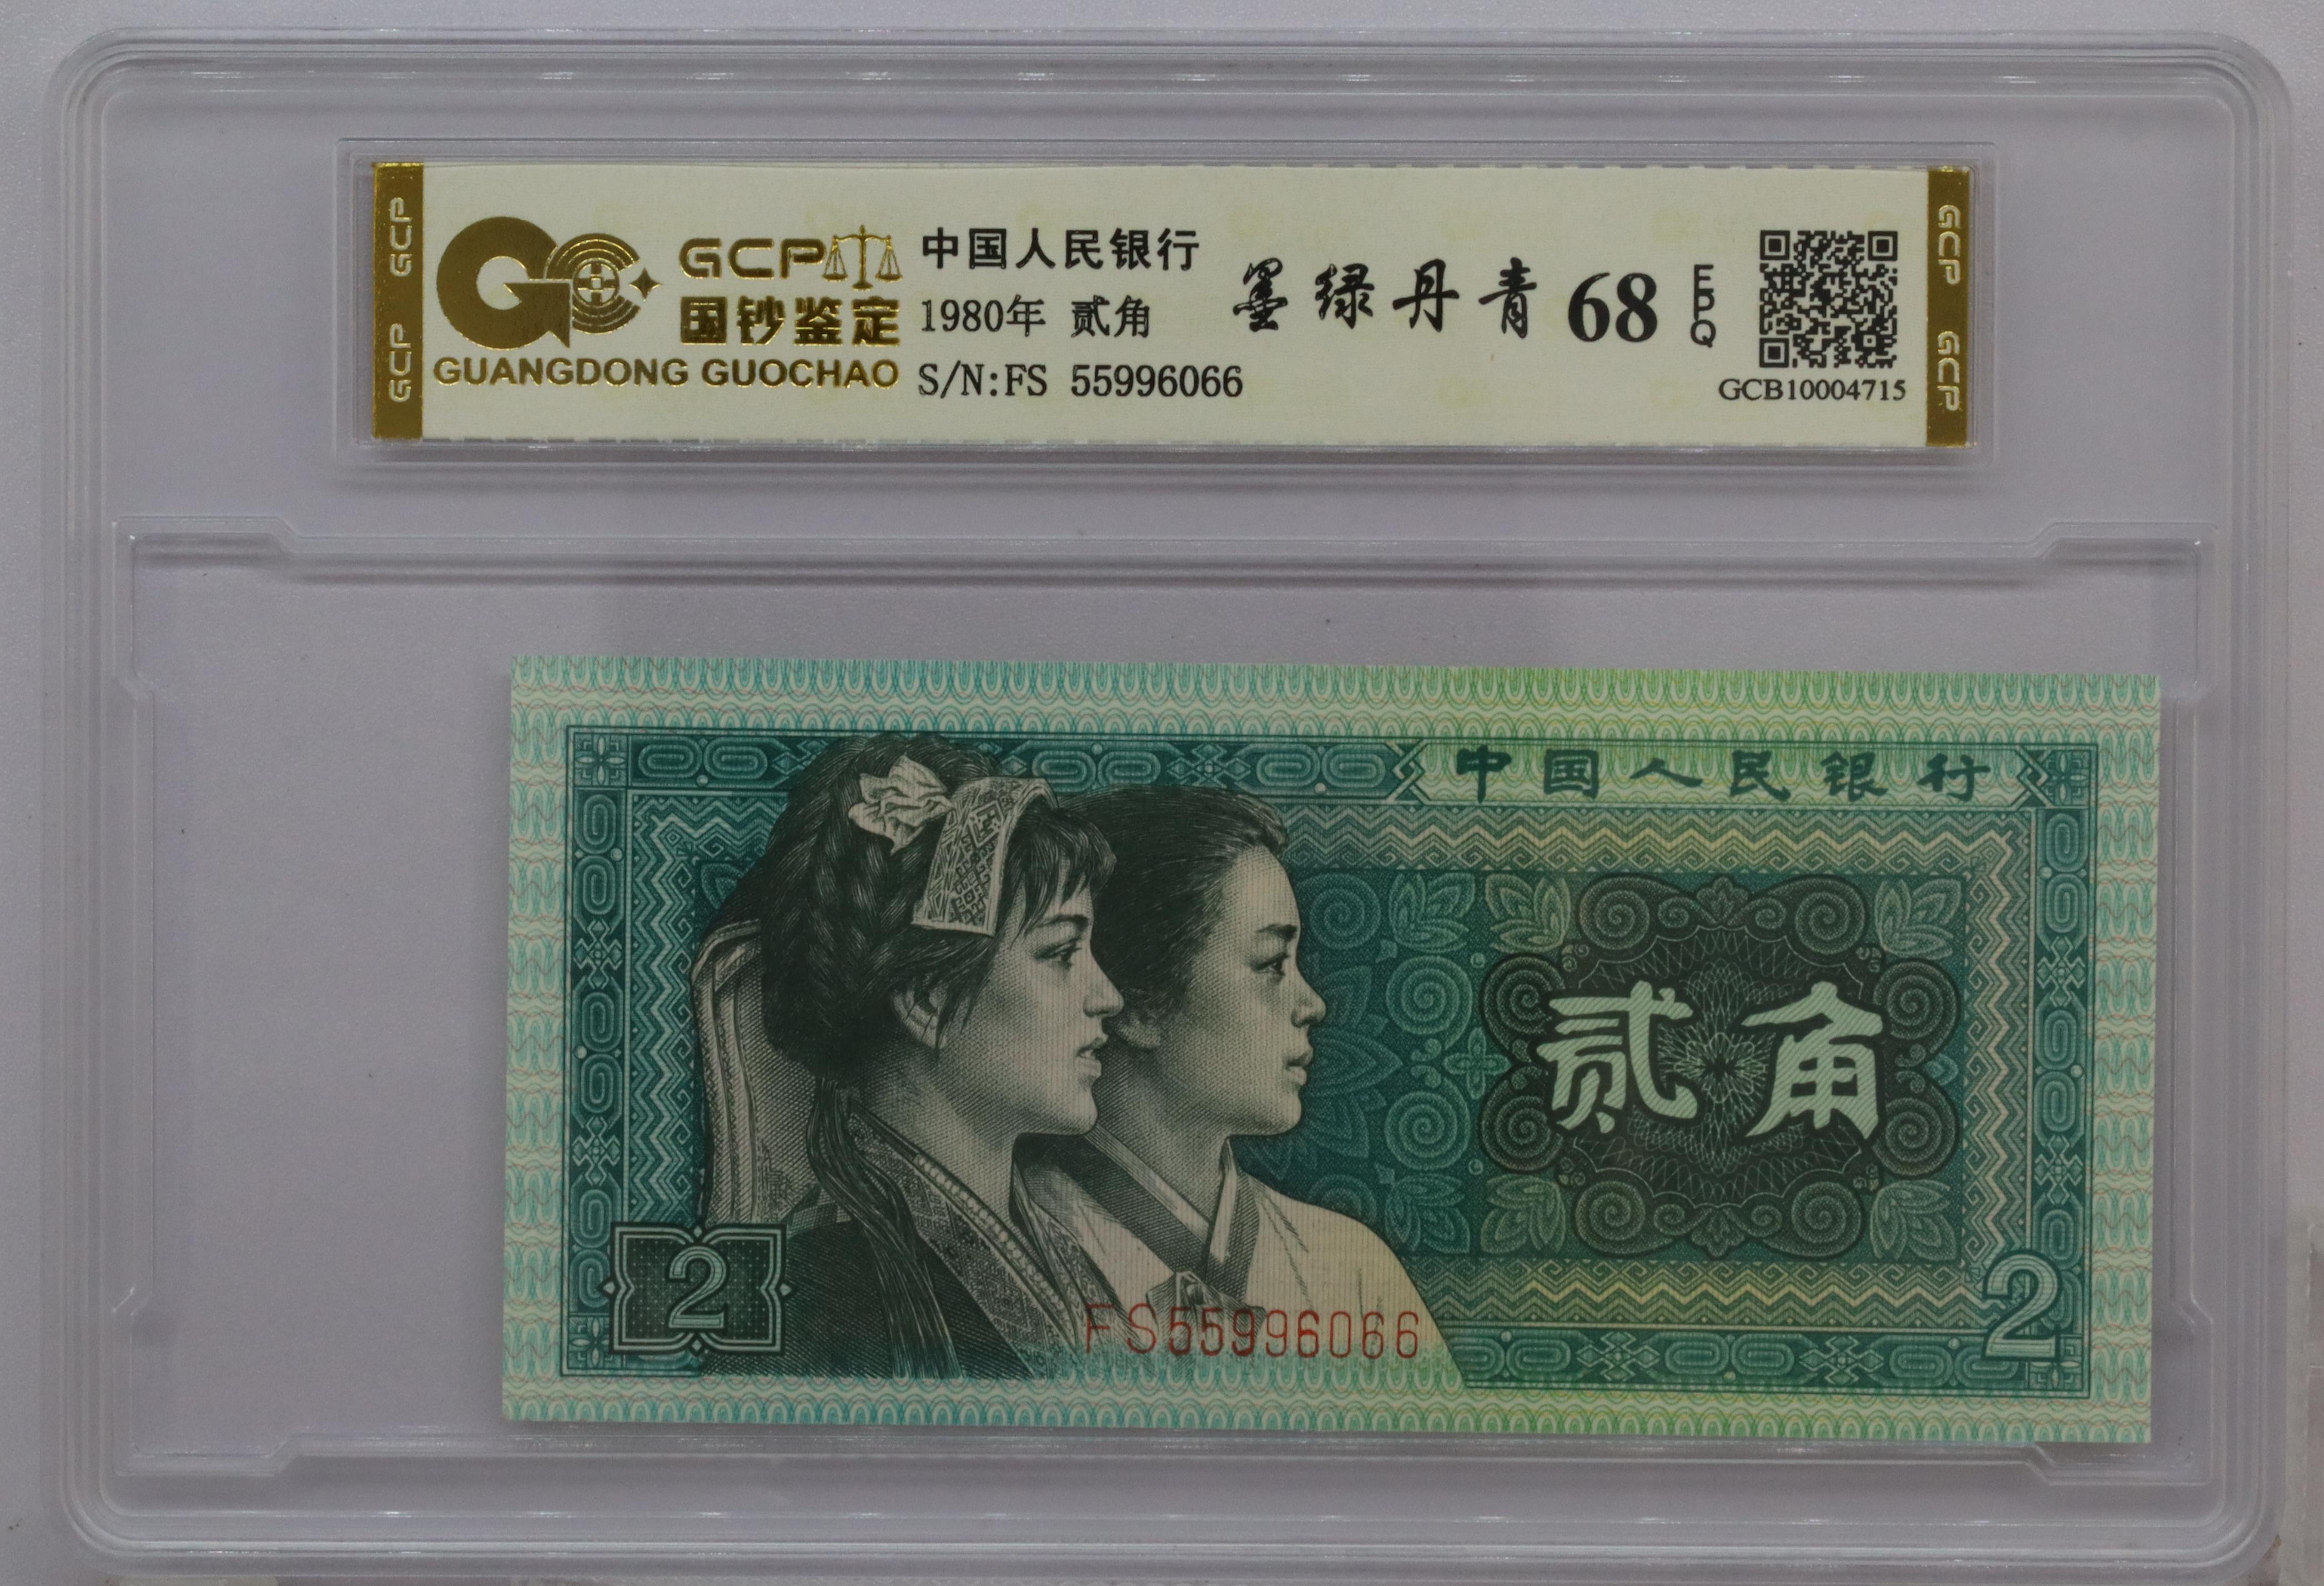 GCP
国钞鉴定
GUANGDONG GUOCHAO
中国人民银行
1980年 贰角
S/N:FS 55996066
墨绿丹青 68 EPQ
GCB10004715
GCP GCP
GCP GCP
中国人民银行
贰角
2
FS55996066
2